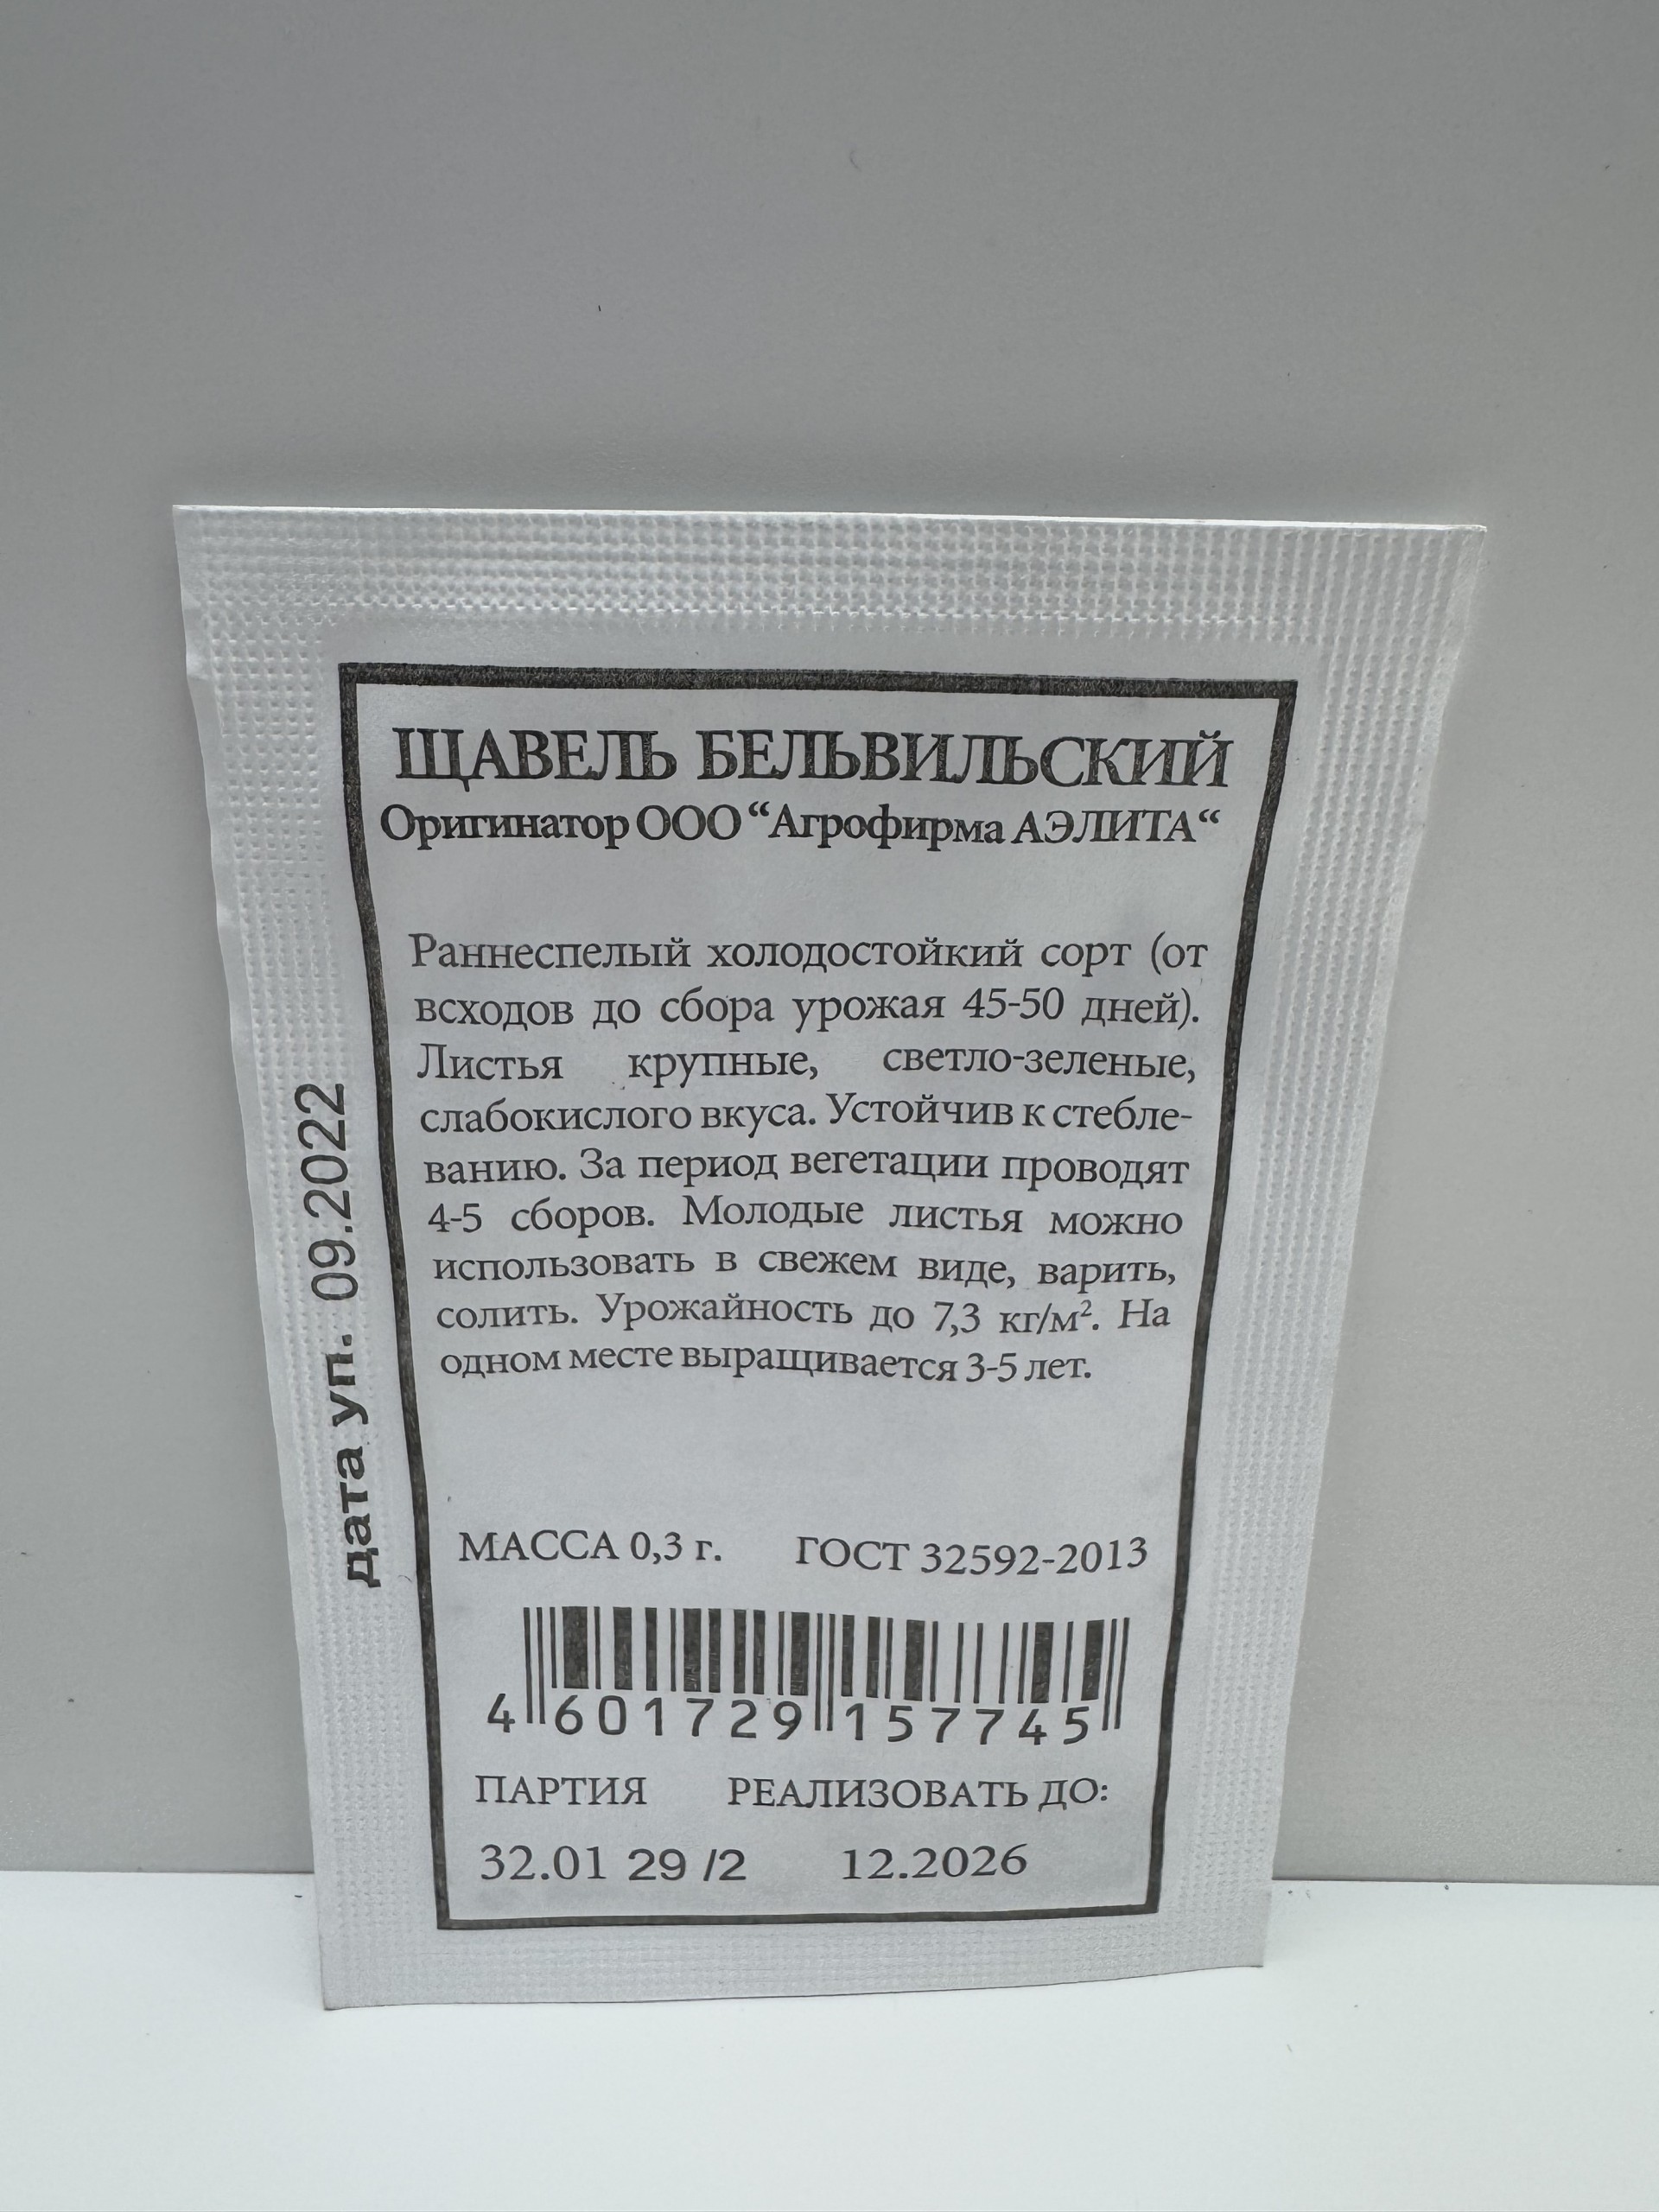 ЩАВЕЛЬ БЕЛЬВИЛЬСКИЙ
Оригинатор ООО “Агрофирма АЭЛИТА“
Раннеспелый холодостойкий сорт (от
всходов до сбора урожая 45-50 дней).
Листья крупные, светло-зеленые,
слабокислого вкуса. Устойчив к стебле-
ванию. За период вегетации проводят
4-5 сборов. Молодые листья можно
использовать в свежем виде, варить,
солить. Урожайность до 7,3 кг/м². На
одном месте выращивается 3-5 лет.
МАССА 0,3 г. ГОСТ 32592-2013
4 601729 157745
ПАРТИЯ РЕАЛИЗОВАТЬ ДО:
32.01 29 /2 12.2026
дата уп. 09.2022